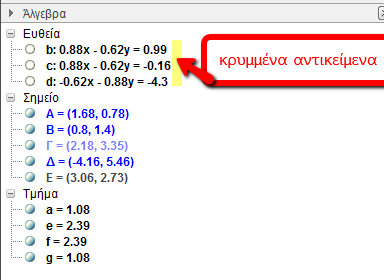 Άλγεβρα
Ευθεία
b: 0.88x - 0.62y = 0.99
c: 0.88x - 0.62y = -0.16
d: -0.62x - 0.88y = -4.3
κρυμμένα αντικείμενα
Σημείο
Α = (1.68, 0.78)
Β = (0.8, 1.4)
Γ = (2.18, 3.35)
Δ = (-4.16, 5.46)
Ε = (3.06, 2.73)
Τμήμα
a = 1.08
e = 2.39
f = 2.39
g = 1.08